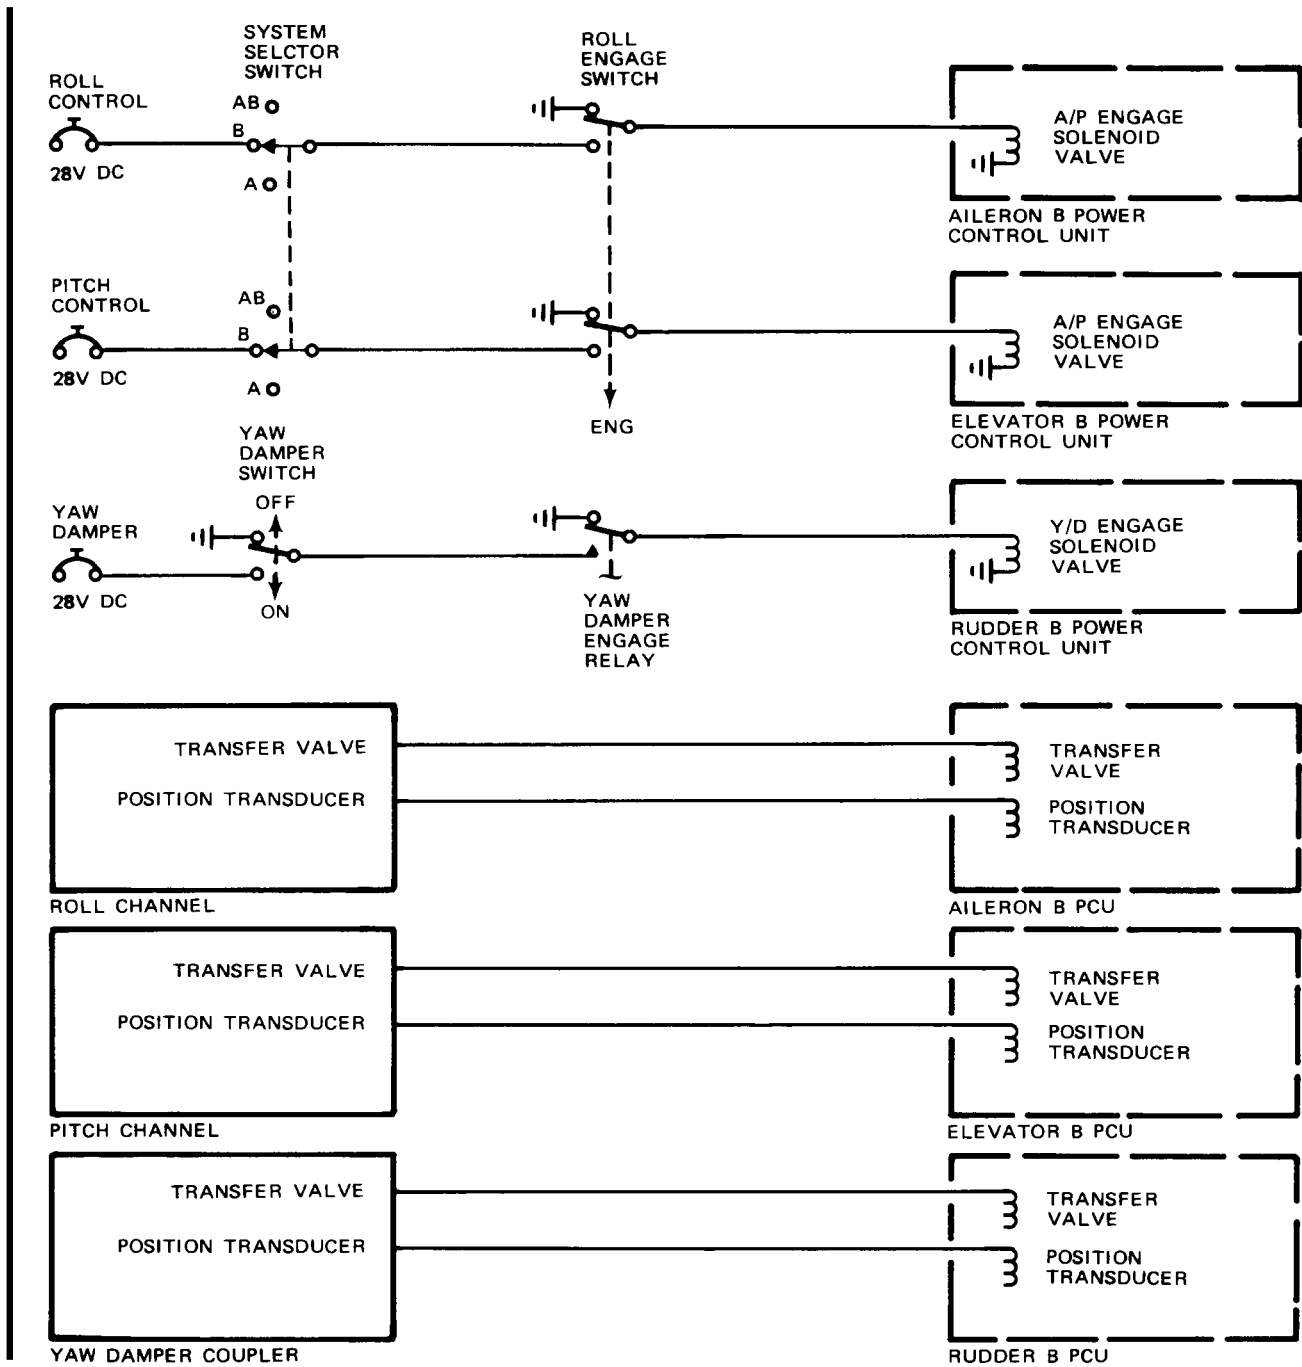 SYSTEM
SELCTOR
SWITCH
ROLL
ENGAGE
SWITCH
ROLL
CONTROL
AB
B
A
28V DC
A/P ENGAGE
SOLENOID
VALVE
AILERON B POWER
CONTROL UNIT
PITCH
CONTROL
AB
B
A
28V DC
ENG
A/P ENGAGE
SOLENOID
VALVE
ELEVATOR B POWER
CONTROL UNIT
YAW
DAMPER
SWITCH
OFF
ON
YAW
DAMPER
28V DC
YAW
DAMPER
ENGAGE
RELAY
Y/D ENGAGE
SOLENOID
VALVE
RUDDER B POWER
CONTROL UNIT
TRANSFER VALVE
POSITION TRANSDUCER
ROLL CHANNEL
TRANSFER
VALVE
POSITION
TRANSDUCER
AILERON B PCU
TRANSFER VALVE
POSITION TRANSDUCER
PITCH CHANNEL
TRANSFER
VALVE
POSITION
TRANSDUCER
ELEVATOR B PCU
TRANSFER VALVE
POSITION TRANSDUCER
YAW DAMPER COUPLER
TRANSFER
VALVE
POSITION
TRANSDUCER
RUDDER B PCU